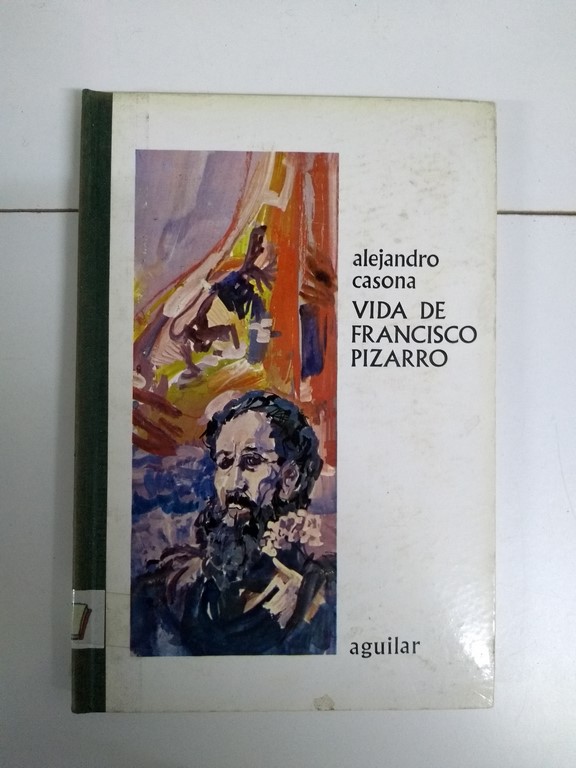 alejandro
casona
VIDA DE
FRANCISCO
PIZARRO
aguilar